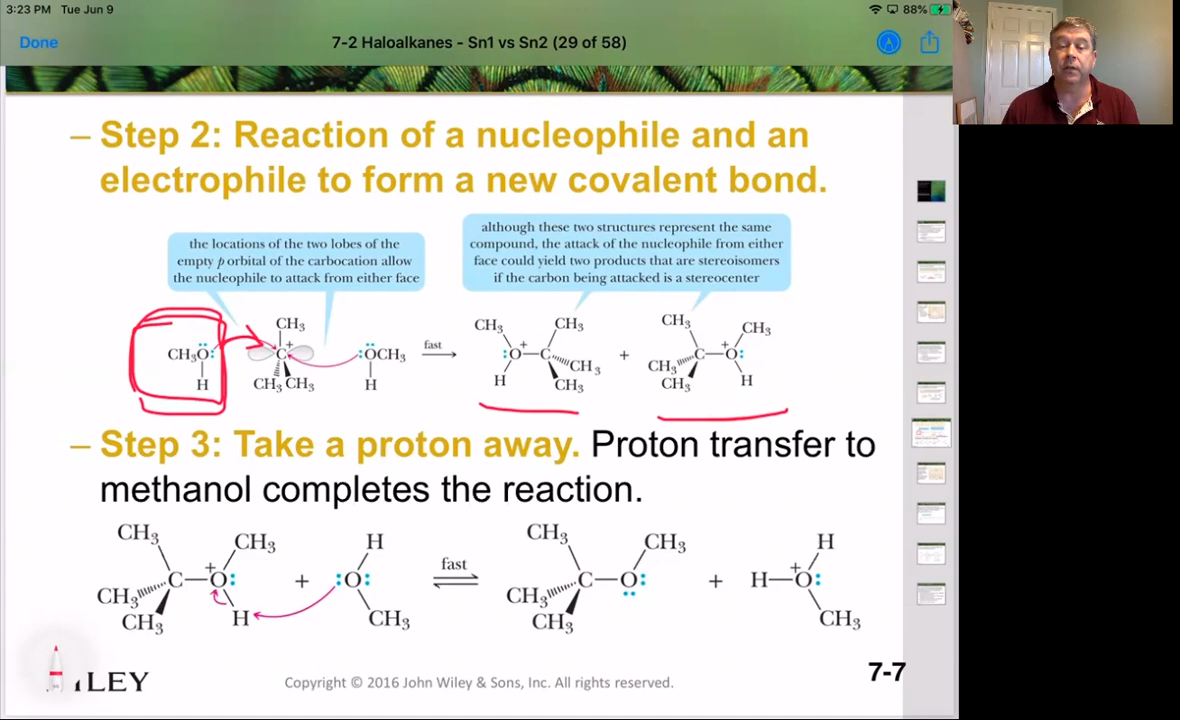 3:23 PM Tue Jun 9
88%
Done
7-2 Haloalkanes - Sn1 vs Sn2 (29 of 58)
– Step 2: Reaction of a nucleophile and an
electrophile to form a new covalent bond.
the locations of the two lobes of the
empty p orbital of the carbocation allow
the nucleophile to attack from either face
although these two structures represent the same
compound, the attack of the nucleophile from either
face could yield two products that are stereoisomers
if the carbon being attacked is a stereocenter
CH₃ CH₃ CH₃ CH₃ CH₃
CH₃Ö: C+ :ÖCH₃ fast :O+–C + C–O+:
CH₃ CH₃
H CH₃ CH₃ H H CH₃ CH₃ H
– Step 3: Take a proton away. Proton transfer to
methanol completes the reaction.
CH₃ CH₃ H CH₃ CH₃ H
C–O+: + :O: fast C–O: + H–O+:
CH₃ CH₃
CH₃ H CH₃ CH₃ CH₃
WILEY
Copyright © 2016 John Wiley & Sons, Inc. All rights reserved.
7-7